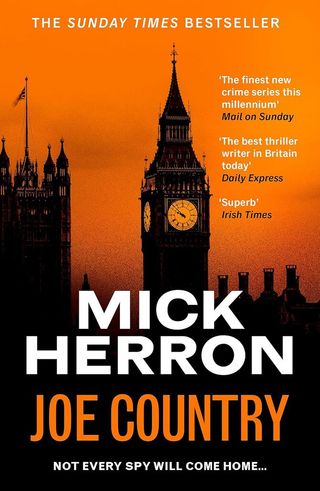 THE SUNDAY TIMES BESTSELLER
‘The finest new
crime series this
millennium’
Mail on Sunday
‘The best thriller
writer in Britain
today’
Daily Express
‘Superb’
Irish Times
MICK
HERRON
JOE COUNTRY
NOT EVERY SPY WILL COME HOME...